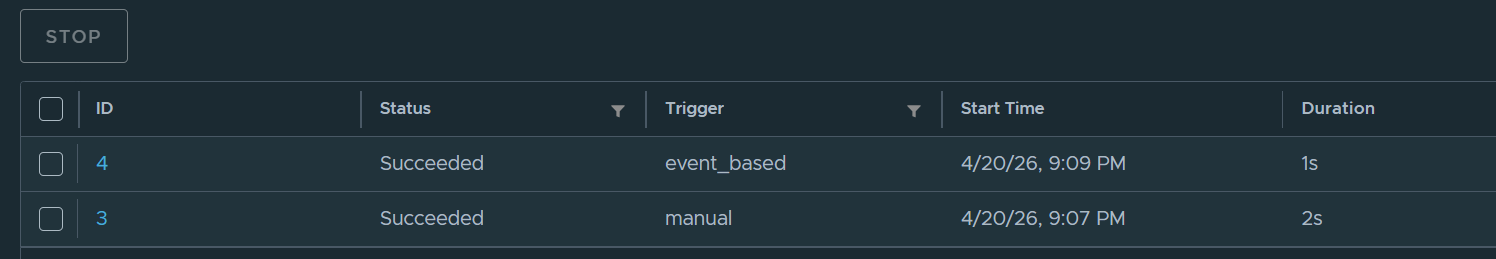 STOP
ID Status Trigger Start Time Duration
4 Succeeded event_based 4/20/26, 9:09 PM 1s
3 Succeeded manual 4/20/26, 9:07 PM 2s